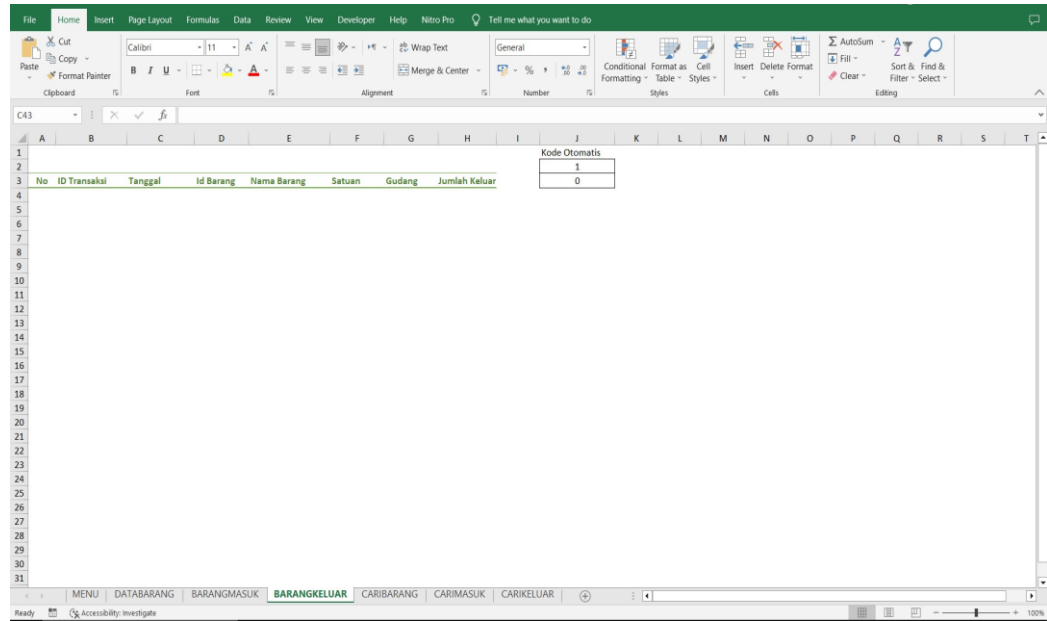 File Home Insert Page Layout Formulas Data Review View Developer Help Nitro Pro Tell me what you want to do
Cut
Copy
Format Painter
Paste
Clipboard
Calibri 11 A A
B I U A
Font
Wrap Text
Merge & Center
Alignment
General
% ,
Number
Conditional Formatting
Format as Table
Cell Styles
Styles
Insert Delete Format
Cells
AutoSum
Fill
Clear
Sort & Filter
Find & Select
Editing
C43 fx
A B C D E F G H I J K L M N O P Q R S T
1 Kode Otomatis
2 1
3 No ID Transaksi Tanggal Id Barang Nama Barang Satuan Gudang Jumlah Keluar 0
4
5
6
7
8
9
10
11
12
13
14
15
16
17
18
19
20
21
22
23
24
25
26
27
28
29
30
31
MENU DATABARANG BARANGMASUK BARANGKELUAR CARIBARANG CARIMASUK CARIKELUAR
Ready Accessibility: Investigate 100%